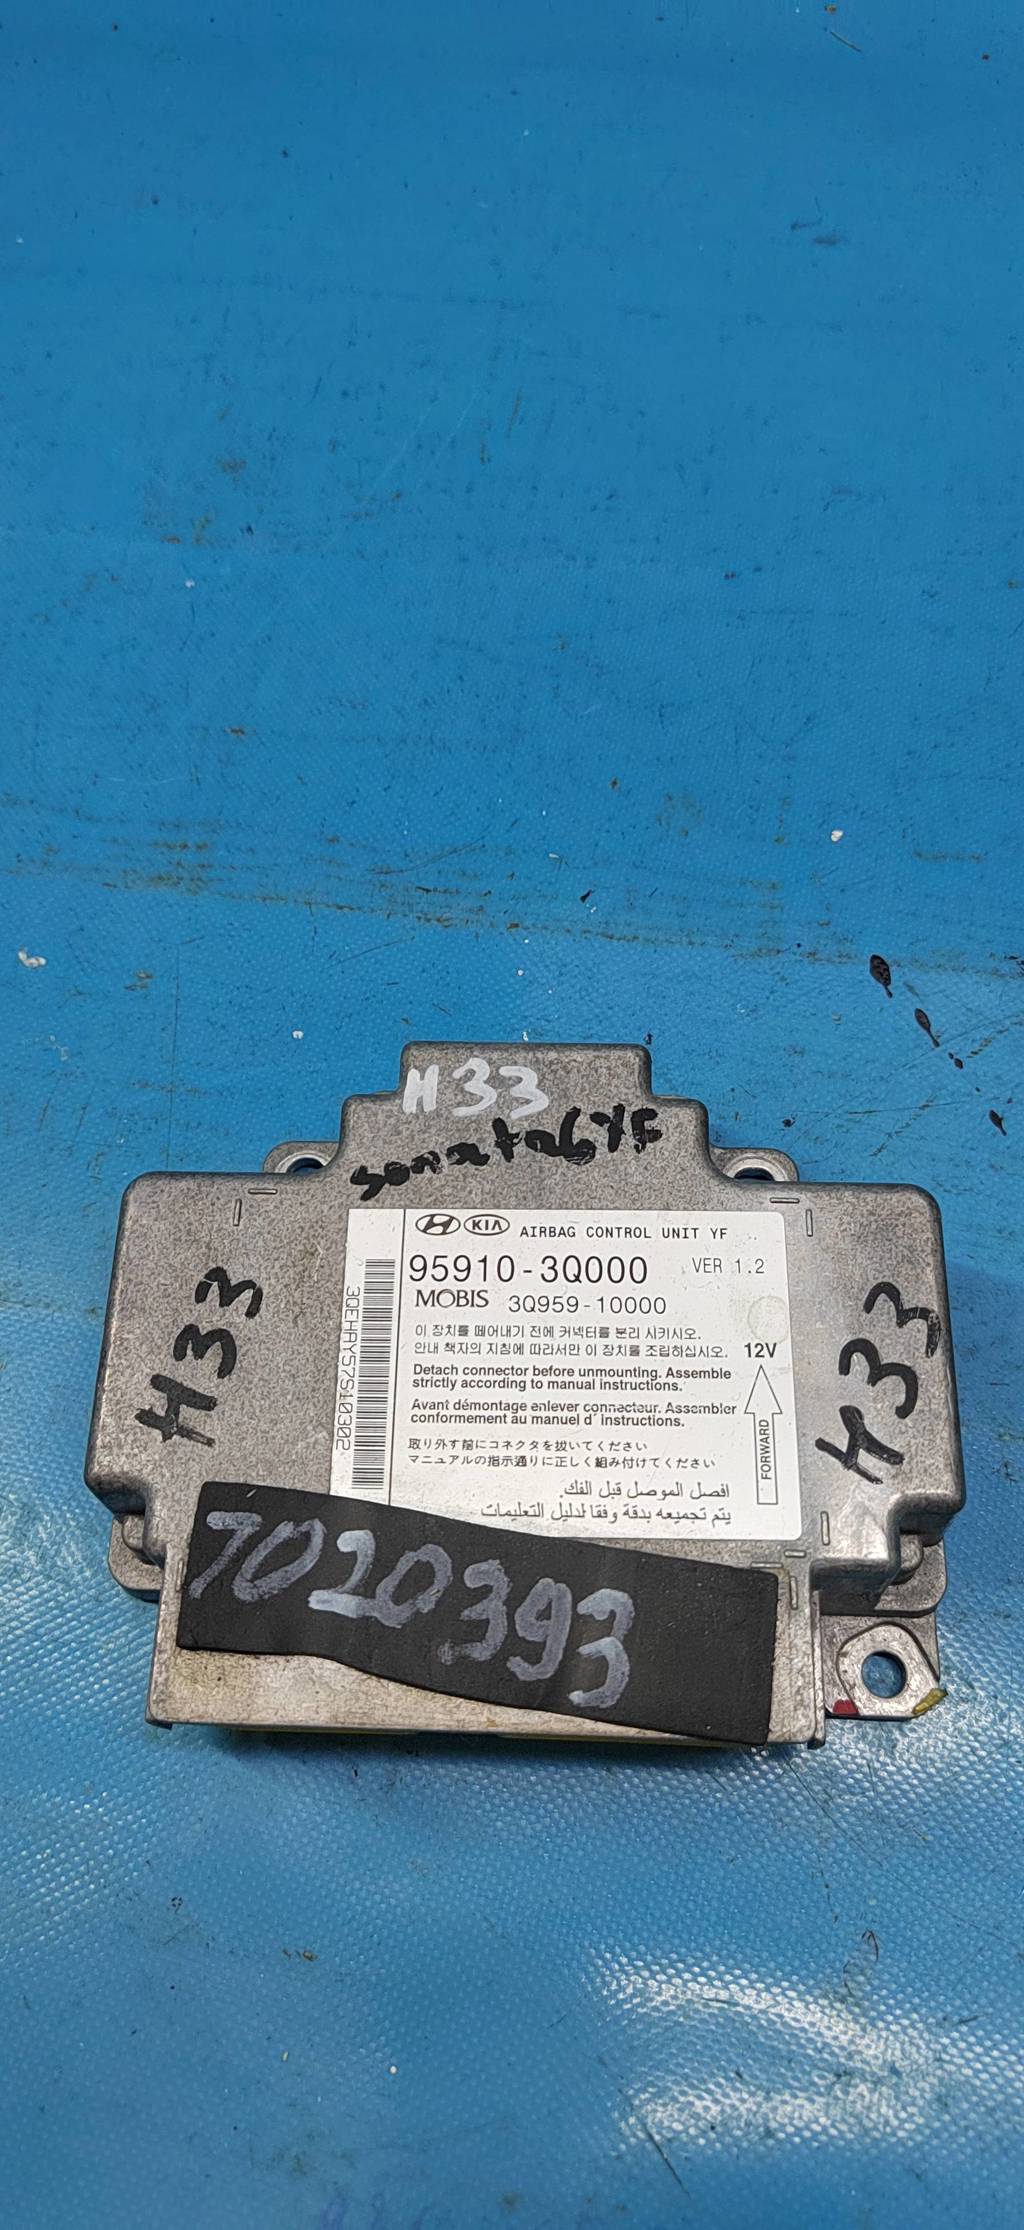 H33
sonata6YF
HYUNDAI KIA AIRBAG CONTROL UNIT YF
95910-3Q000 VER 1.2
MOBIS 3Q959-10000
이 장치를 떼어내기 전에 커넥터를 분리 시키시오.
안내 책자의 지침에 따라서만 이 장치를 조립하십시오. 12V
Detach connector before unmounting. Assemble
strictly according to manual instructions.
Avant démontage enlever connecteur. Assembler
conformement au manuel d' instructions.
取り外す前にコネクタを抜いてください
マニュアルの指示通りに正しく組み付けてください
افصل الموصل قبل الفك.
يتم تجميعه بدقة وفقا لدليل التعليمات
FORWARD
3QEHAY57S10302
H33
H33
7020393